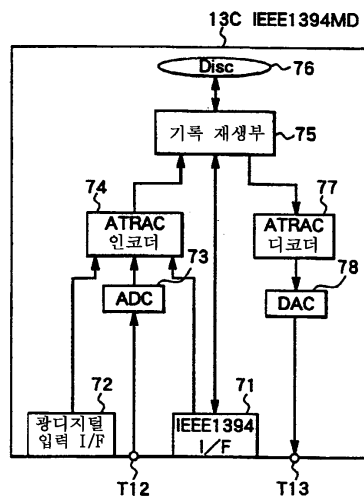 13C IEEE1394MD
Disc
76
기록 재생부
75
74
ATRAC
인코더
73
ADC
77
ATRAC
디코더
DAC
78
72
광디지털
입력 I/F
71
IEEE1394
I/F
T12
T13